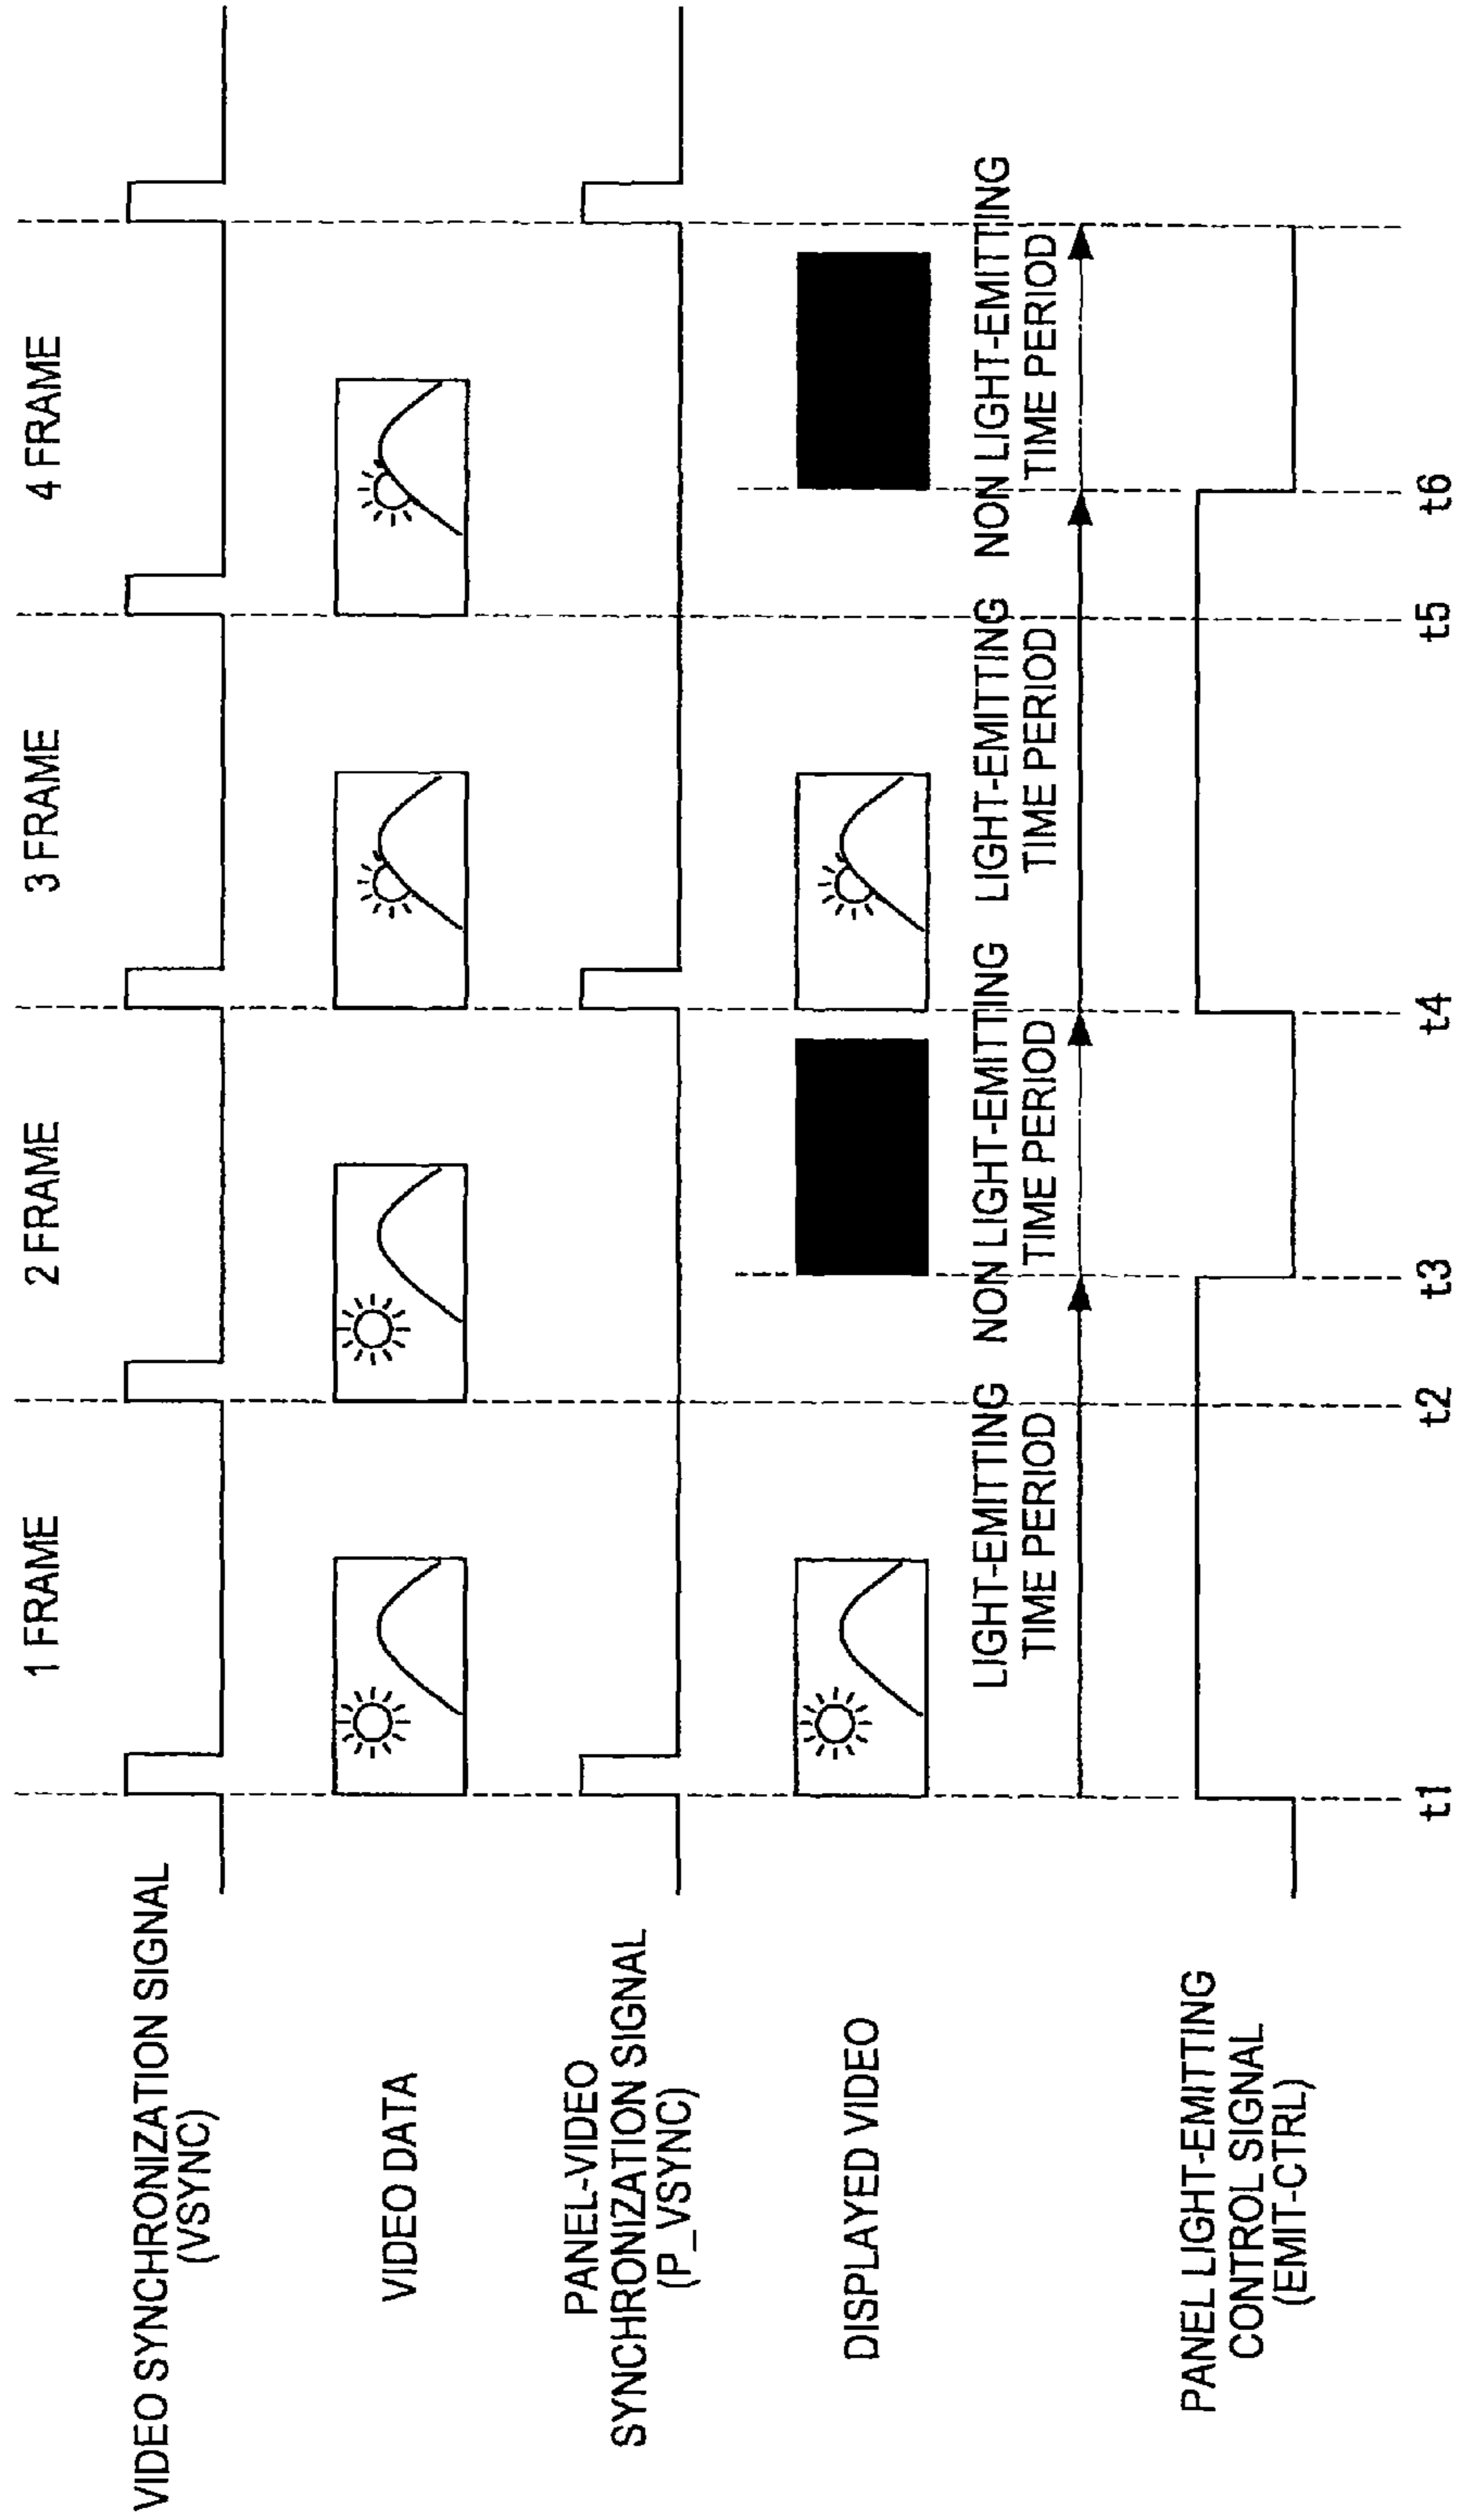 1 FRAME
2 FRAME
3 FRAME
4 FRAME
VIDEO SYNCHRONIZATION SIGNAL
(VSYNC)
VIDEO DATA
PANEL-VIDEO
SYNCHRONIZATION SIGNAL
(P_VSYNC)
DISPLAYED VIDEO
LIGHT-EMITTING
TIME PERIOD
NON LIGHT-EMITTING
TIME PERIOD
LIGHT-EMITTING
TIME PERIOD
NON LIGHT-EMITTING
TIME PERIOD
PANEL LIGHT-EMITTING
CONTROL SIGNAL
(EMIT-CTRL)
t1
t2
t3
t4
t5
t6